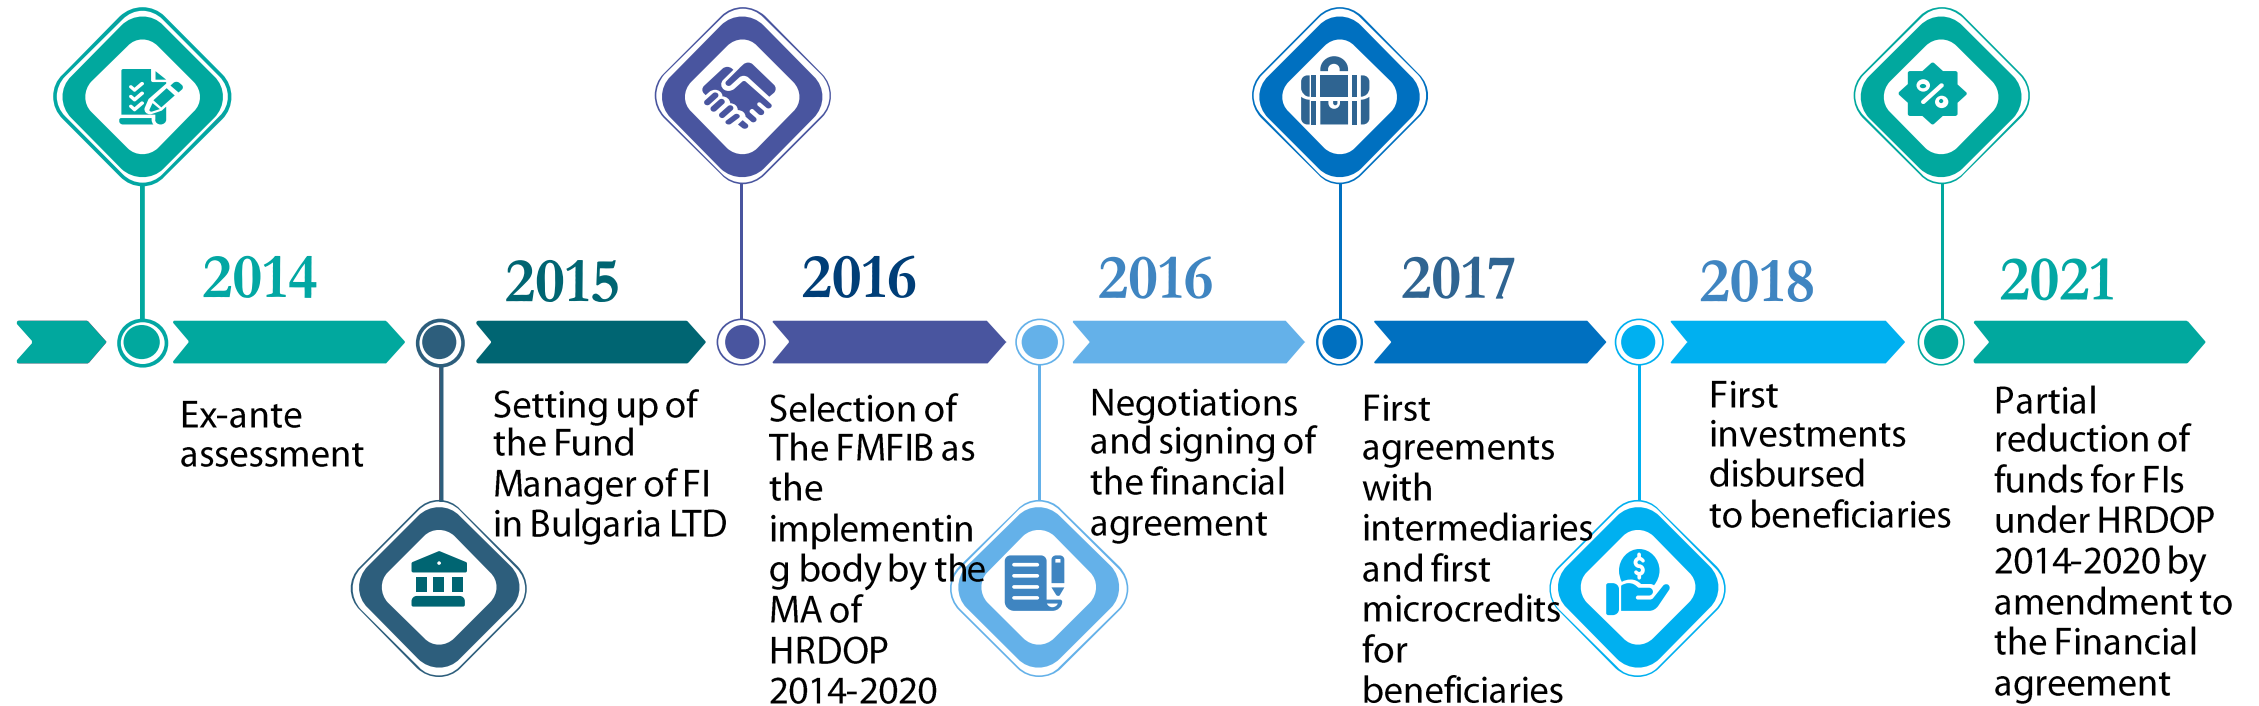 2014
Ex-ante
assessment
2015
Setting up of
the Fund
Manager of FI
in Bulgaria LTD
2016
Selection of
The FMFIB as
the
implementin
g body by the
MA of
HRDOP
2014-2020
2016
Negotiations
and signing of
the financial
agreement
2017
First
agreements
with
intermediaries
and first
microcredits
for
beneficiaries
2018
First
investments
disbursed
to beneficiaries
2021
Partial
reduction of
funds for FIs
under HRDOP
2014-2020 by
amendment to
the Financial
agreement